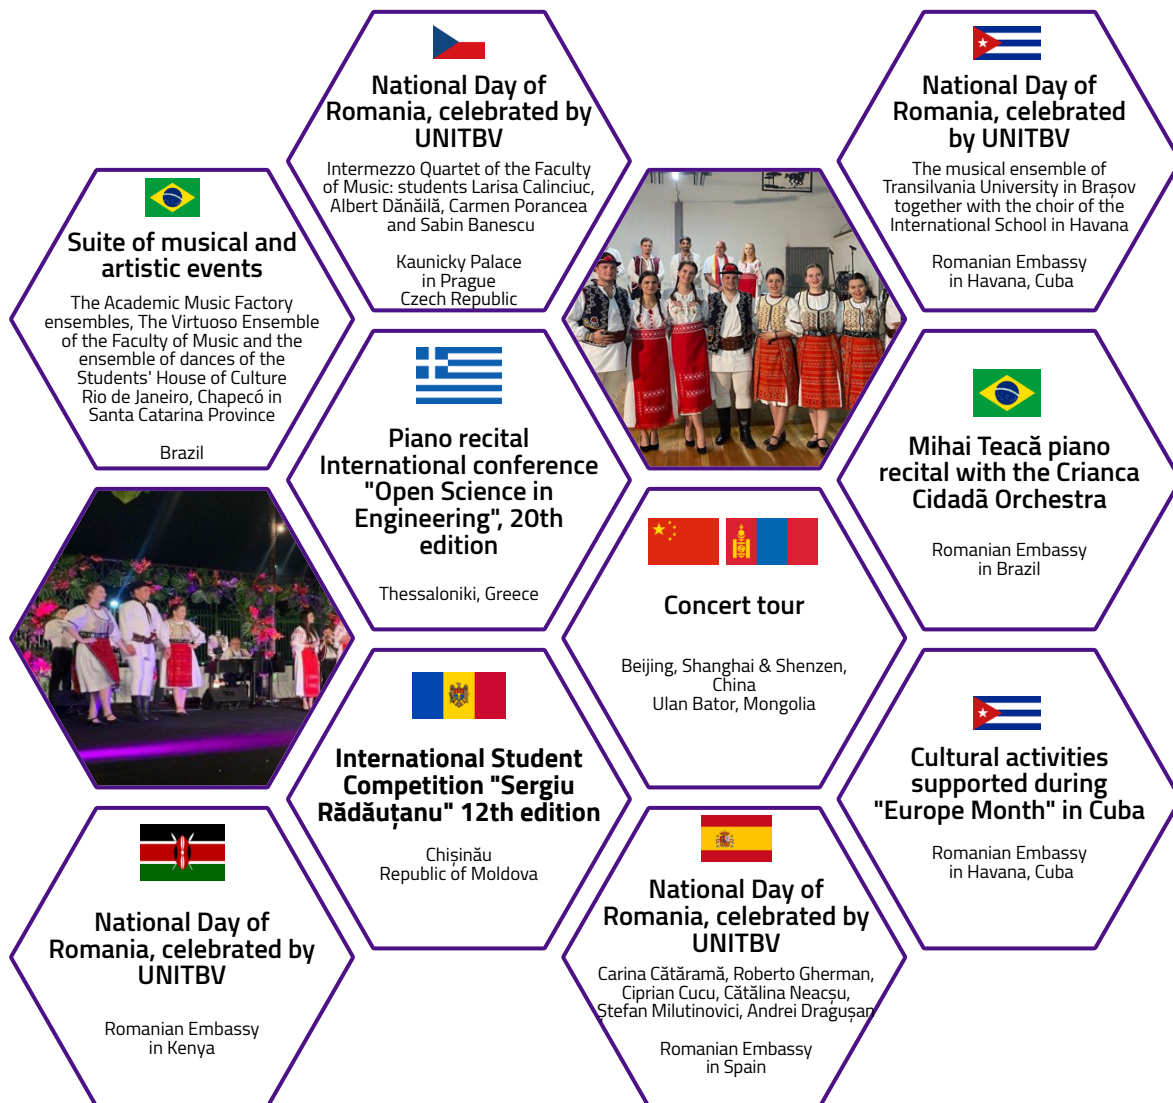 National Day of
Romania, celebrated by
UNITBV
Intermezzo Quartet of the Faculty
of Music: students Larisa Calinciuc,
Albert Dănăilă, Carmen Porancea
and Sabin Banescu
Kaunicky Palace
in Prague
Czech Republic
National Day of
Romania, celebrated
by UNITBV
The musical ensemble of
Transilvania University in Brașov
together with the choir of the
International School in Havana
Romanian Embassy
in Havana, Cuba
Suite of musical and
artistic events
The Academic Music Factory
ensembles, The Virtuoso Ensemble
of the Faculty of Music and the
ensemble of dances of the
Students' House of Culture
Rio de Janeiro, Chapecó in
Santa Catarina Province
Brazil
Piano recital
International conference
"Open Science in
Engineering", 20th
edition
Thessaloniki, Greece
Mihai Teacă piano
recital with the Crianca
Cidadã Orchestra
Romanian Embassy
in Brazil
Concert tour
Beijing, Shanghai & Shenzen,
China
Ulan Bator, Mongolia
International Student
Competition "Sergiu
Rădăuțanu" 12th edition
Chișinău
Republic of Moldova
Cultural activities
supported during
"Europe Month" in Cuba
Romanian Embassy
in Havana, Cuba
National Day of
Romania, celebrated by
UNITBV
Romanian Embassy
in Kenya
National Day of
Romania, celebrated by
UNITBV
Carina Cătăramă, Roberto Gherman,
Ciprian Cucu, Cătălina Neacșu,
Ștefan Milutinovici, Andrei Dragușan
Romanian Embassy
in Spain